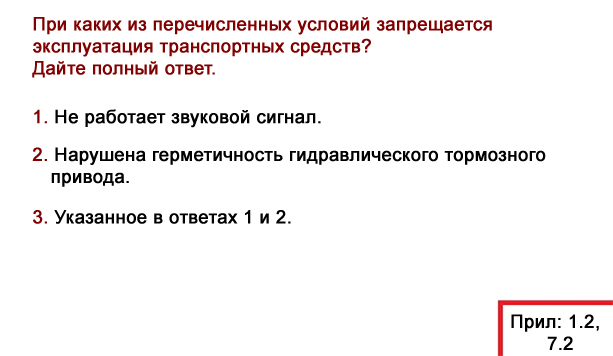 При каких из перечисленных условий запрещается
эксплуатация транспортных средств?
Дайте полный ответ.
1. Не работает звуковой сигнал.
2. Нарушена герметичность гидравлического тормозного
привода.
3. Указанное в ответах 1 и 2.
Прил: 1.2,
7.2